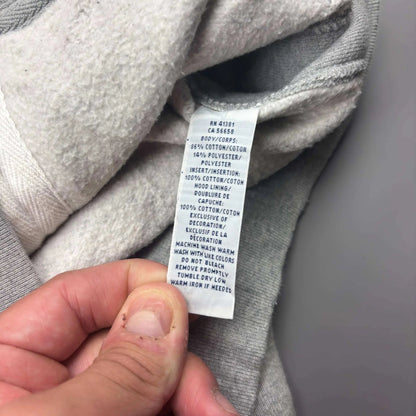 RN 41381
CA 56650
BODY/CORPS:
86% COTTON/COTON
14% POLYESTER/
POLYESTER
INSERT/INSERTION:
100% COTTON/COTON
HOOD LINING/
DOUBLURE DE
CAPUCHE:
100% COTTON/COTON
EXCLUSIVE OF
DECORATION/
EXCLUSIF DE LA
DÉCORATION
MACHINE WASH WARM
WASH WITH LIKE COLORS
DO NOT BLEACH
REMOVE PROMPTLY
TUMBLE DRY LOW
WARM IRON IF NEEDED